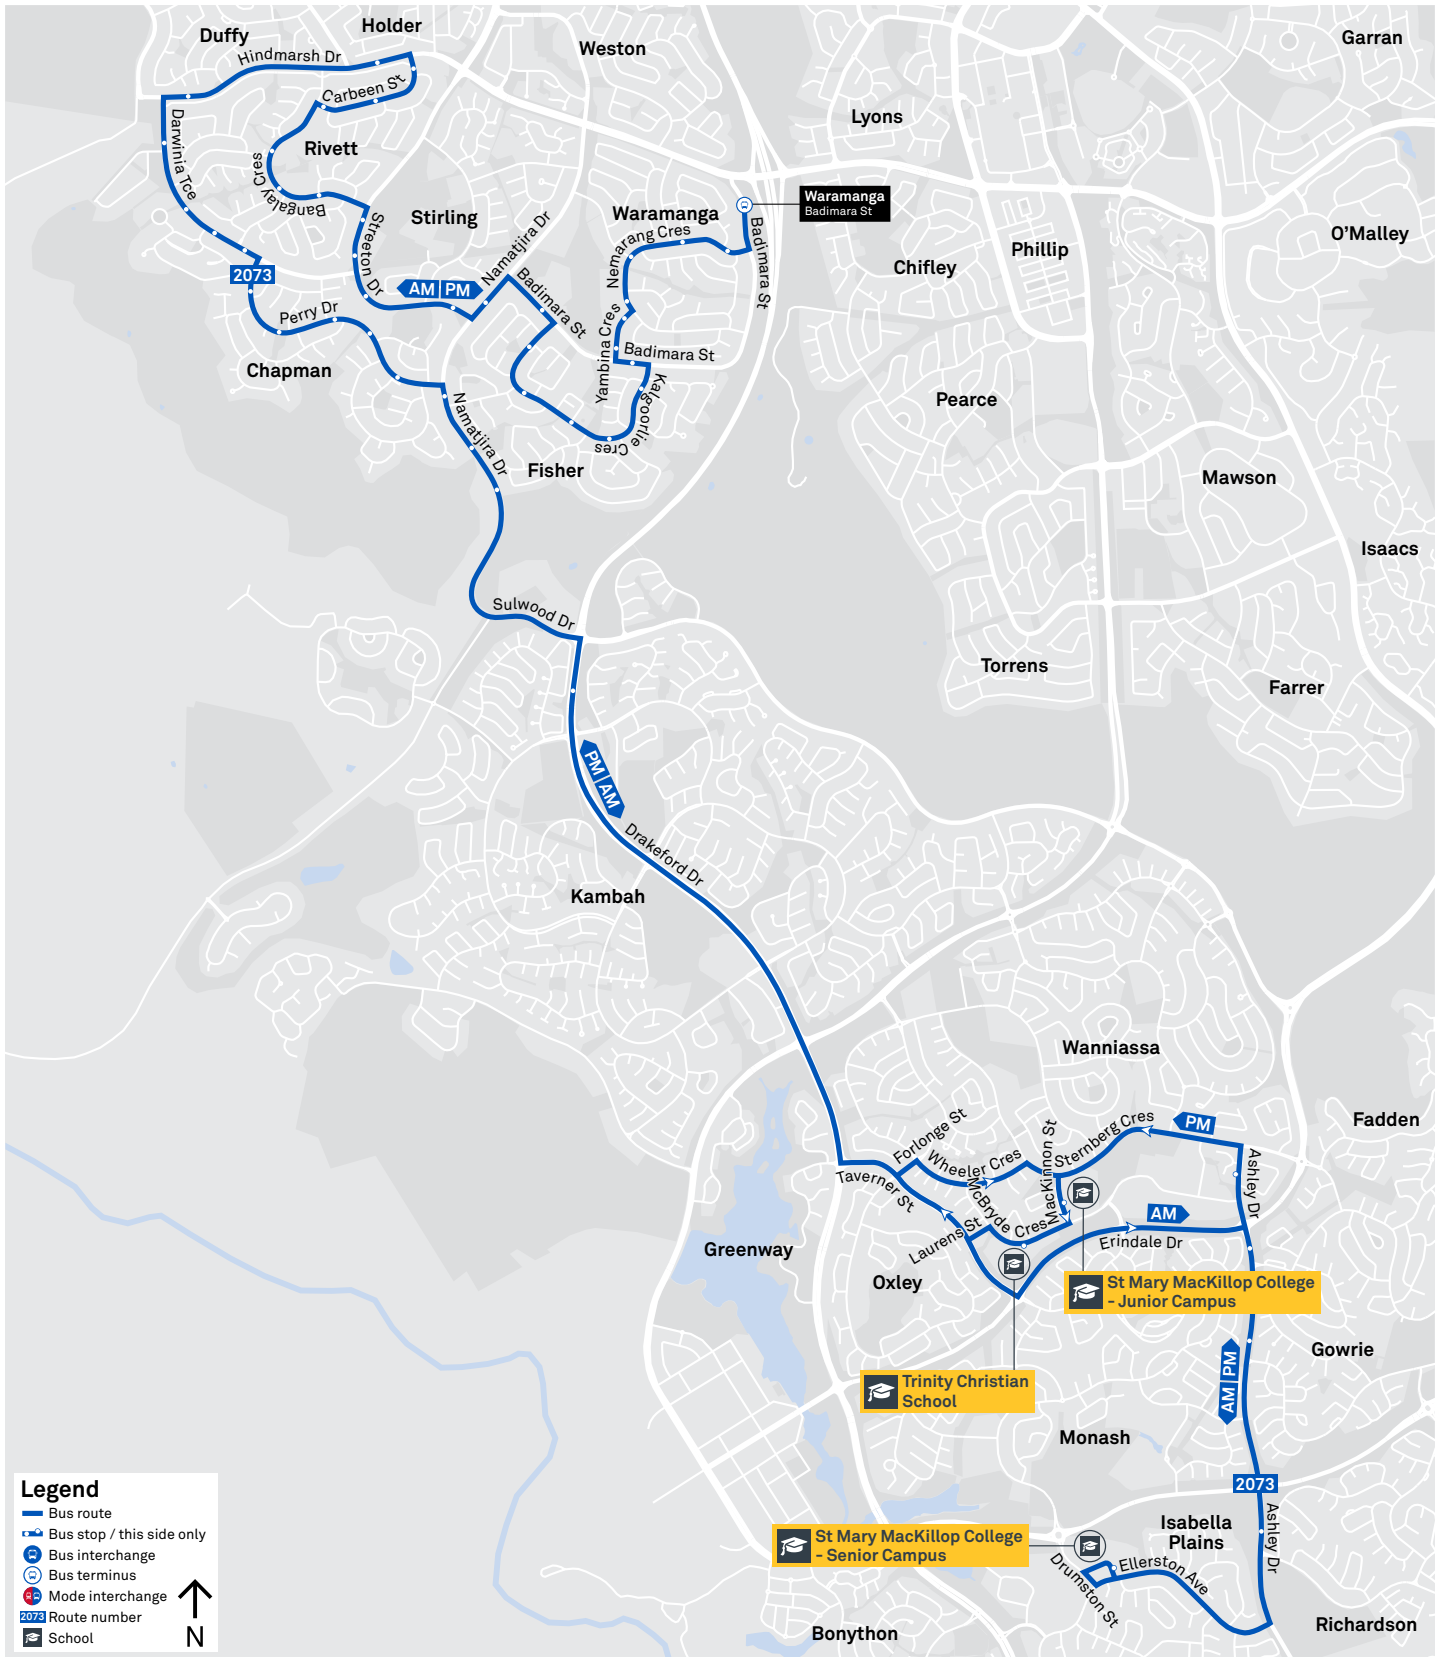 Duffy
Holder
Weston
Garran
Hindmarsh Dr
Carbeen St
Lyons
Darwinia Tce
Rivett
Bangalay Cres
Bangalay
Stirling
Streeton Dr
Namatjira Dr
Waramanga
Nemarang Cres
Waramanga
Badimara St
Badimara St
Phillip
O'Malley
Chifley
2073
AM PM
Badimara St
Perry Dr
Yambina Cres
Badimara St
Chapman
Kalgoorlie Cres
Pearce
Namatjira Dr
Fisher
Mawson
Isaacs
Sulwood Dr
Torrens
Farrer
PM AM
Drakeford Dr
Kambah
Wanniassa
Fadden
Forlonge St
Wheeler Cres
MacKinnon St
Sternberg Cres
PM
Ashley Dr
Taverner St
McBryde Cres
Laurens St
AM
Erindale Dr
Greenway
Oxley
St Mary MacKillop College
- Junior Campus
Gowrie
AM PM
Trinity Christian
School
Monash
2073
Ashley Dr
Isabella
Plains
St Mary MacKillop College
- Senior Campus
Drumston St
Ellerston Ave
Richardson
Bonython
Legend
Bus route
Bus stop / this side only
Bus interchange
Bus terminus
Mode interchange
2073 Route number
School
N